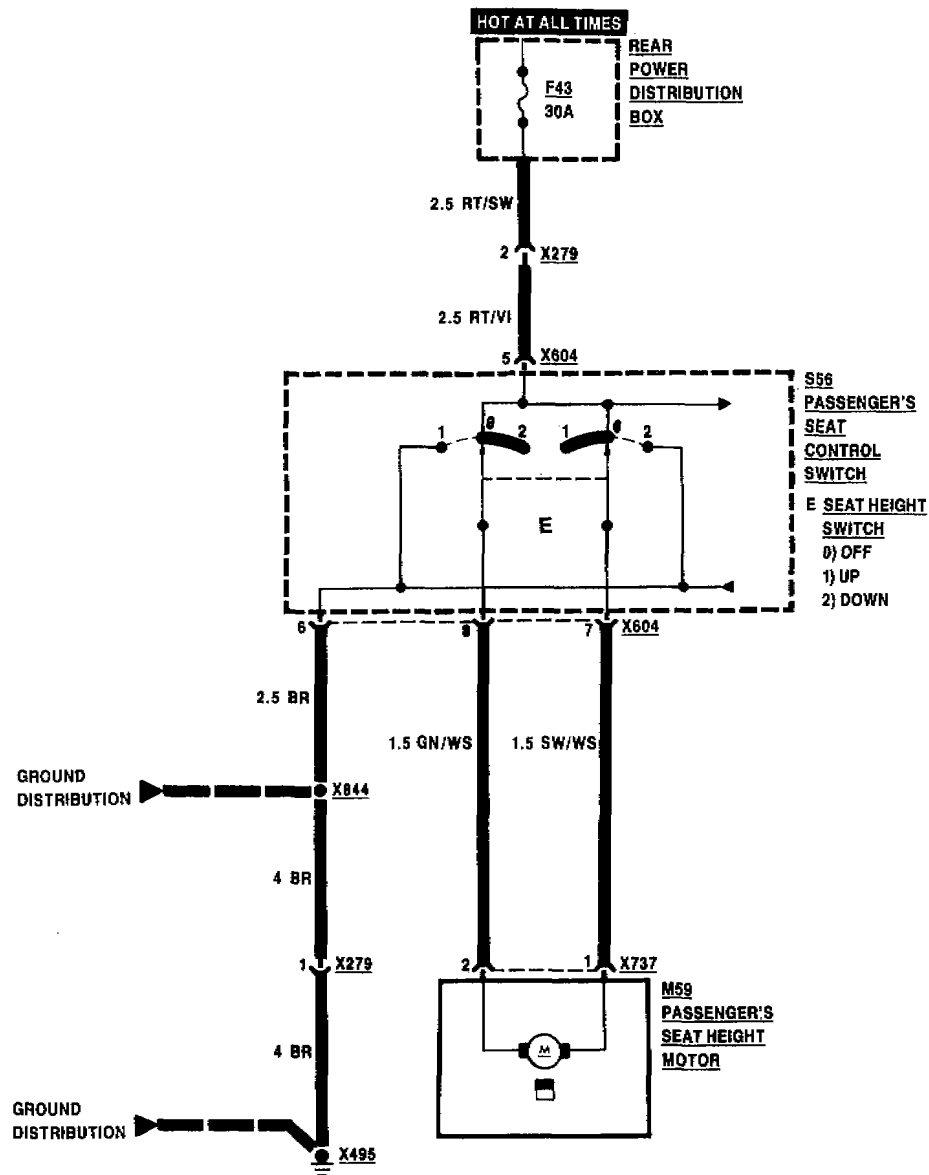 HOT AT ALL TIMES
REAR
POWER
DISTRIBUTION
BOX
F43
30A
2.5 RT/SW
2
X279
2.5 RT/VI
5
X604
S56
PASSENGER'S
SEAT
CONTROL
SWITCH
1
0
2
1
0
2
E
E SEAT HEIGHT
SWITCH
0) OFF
1) UP
2) DOWN
6
8
7
X604
2.5 BR
1.5 GN/WS
1.5 SW/WS
GROUND
DISTRIBUTION
X844
4 BR
1
X279
2
1
X737
M59
PASSENGER'S
SEAT HEIGHT
MOTOR
M
4 BR
GROUND
DISTRIBUTION
X495